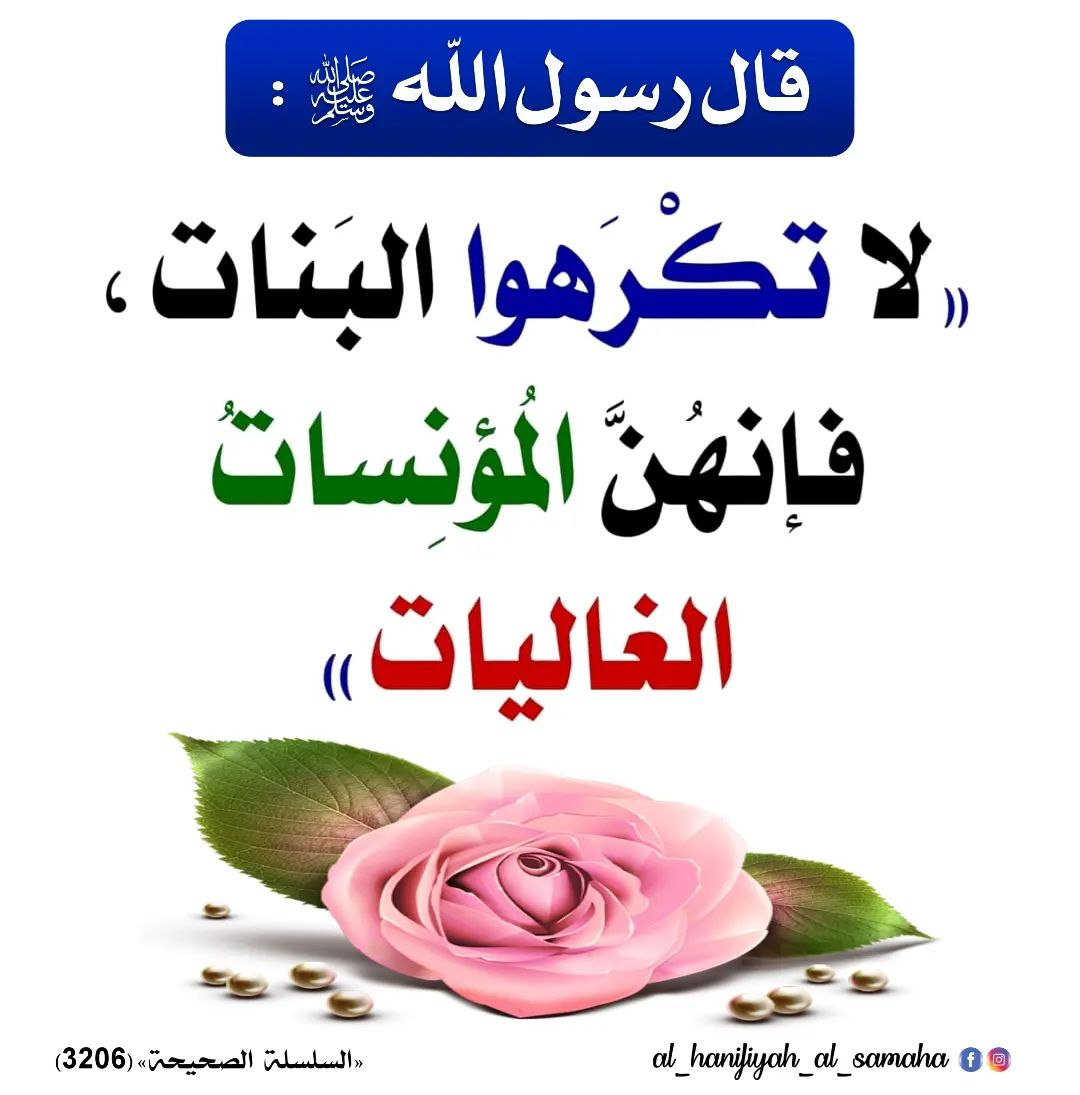 قال رسول الله ﷺ :
((لا تكْرَهوا البَنات ،
فإنهُنَّ المُؤنِساتُ
الغاليات))
«السلسلة الصحيحة» (3206)
al_hanifiyah_al_samaha